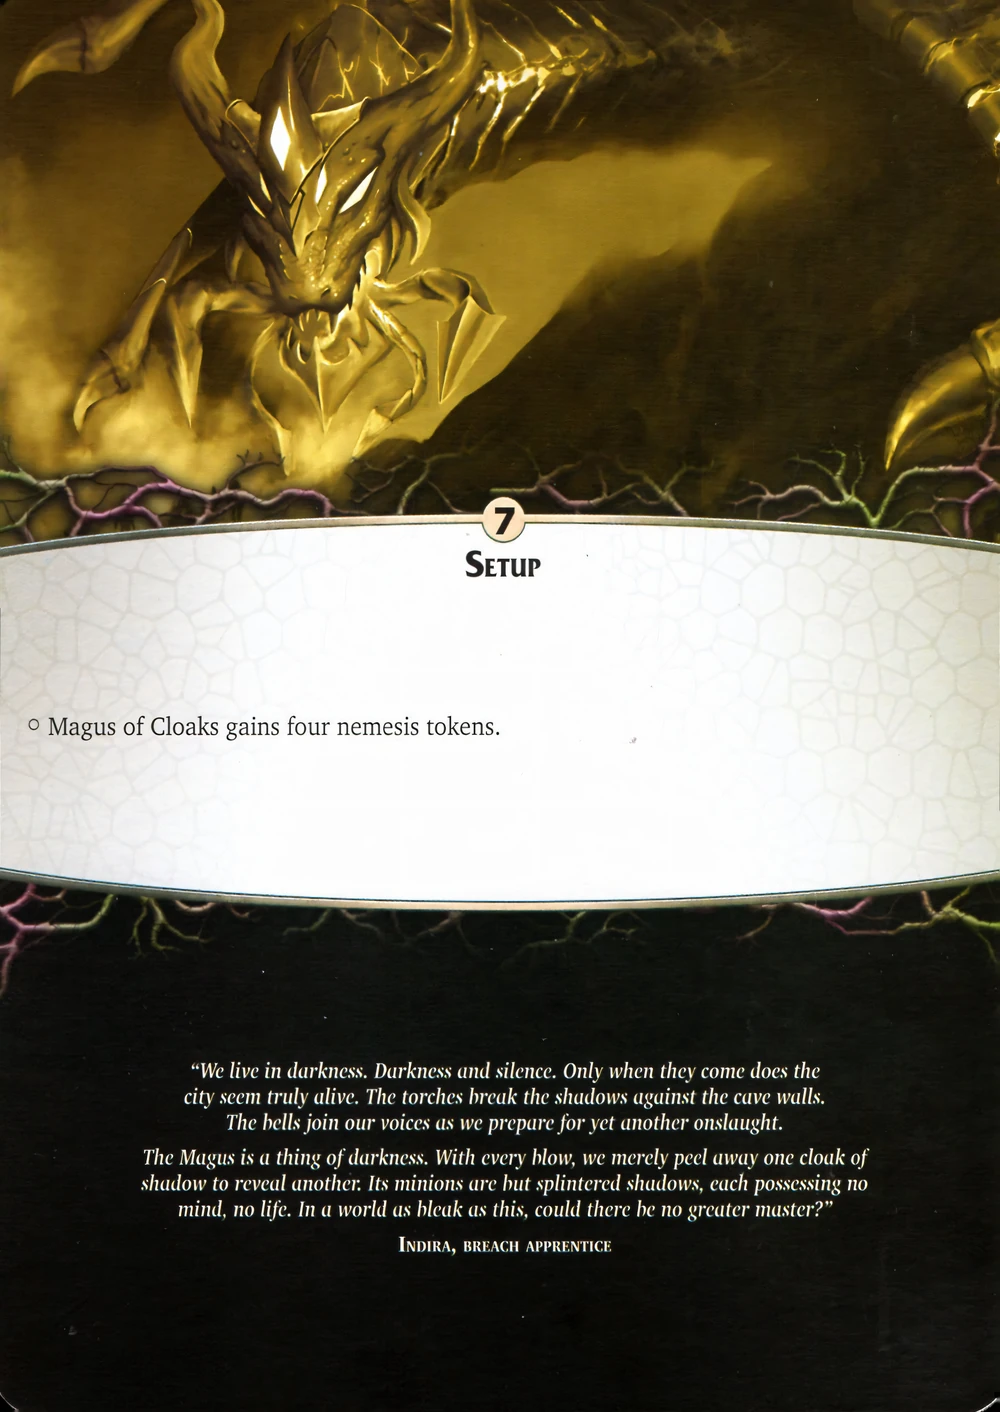 7
SETUP
○ Magus of Cloaks gains four nemesis tokens.
“We live in darkness. Darkness and silence. Only when they come does the
city seem truly alive. The torches break the shadows against the cave walls.
The bells join our voices as we prepare for yet another onslaught.
The Magus is a thing of darkness. With every blow, we merely peel away one cloak of
shadow to reveal another. Its minions are but splintered shadows, each possessing no
mind, no life. In a world as bleak as this, could there be no greater master?”
INDIRA, BREACH APPRENTICE